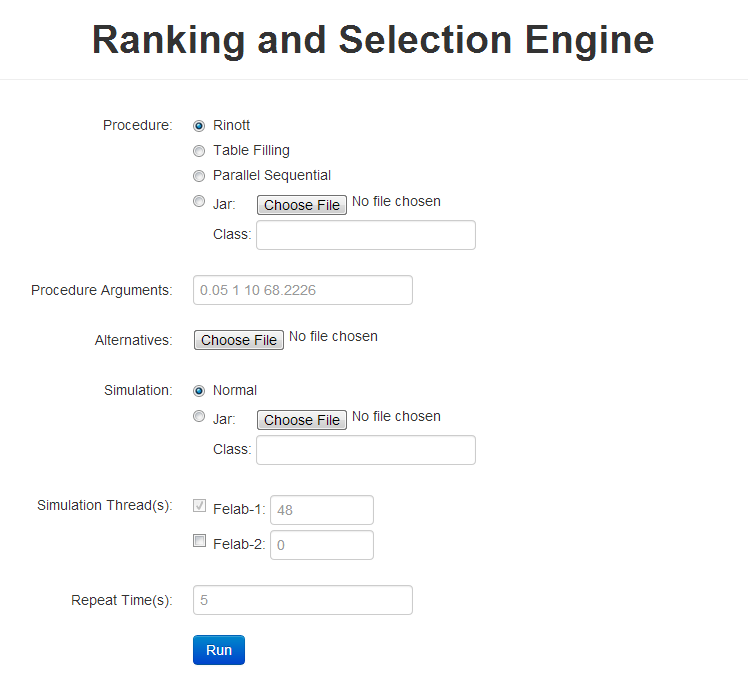 Ranking and Selection Engine
Procedure: Rinott
Table Filling
Parallel Sequential
Jar: Choose File No file chosen
Class:
Procedure Arguments: 0.05 1 10 68.2226
Alternatives: Choose File No file chosen
Simulation: Normal
Jar: Choose File No file chosen
Class:
Simulation Thread(s): Felab-1: 48
Felab-2: 0
Repeat Time(s): 5
Run